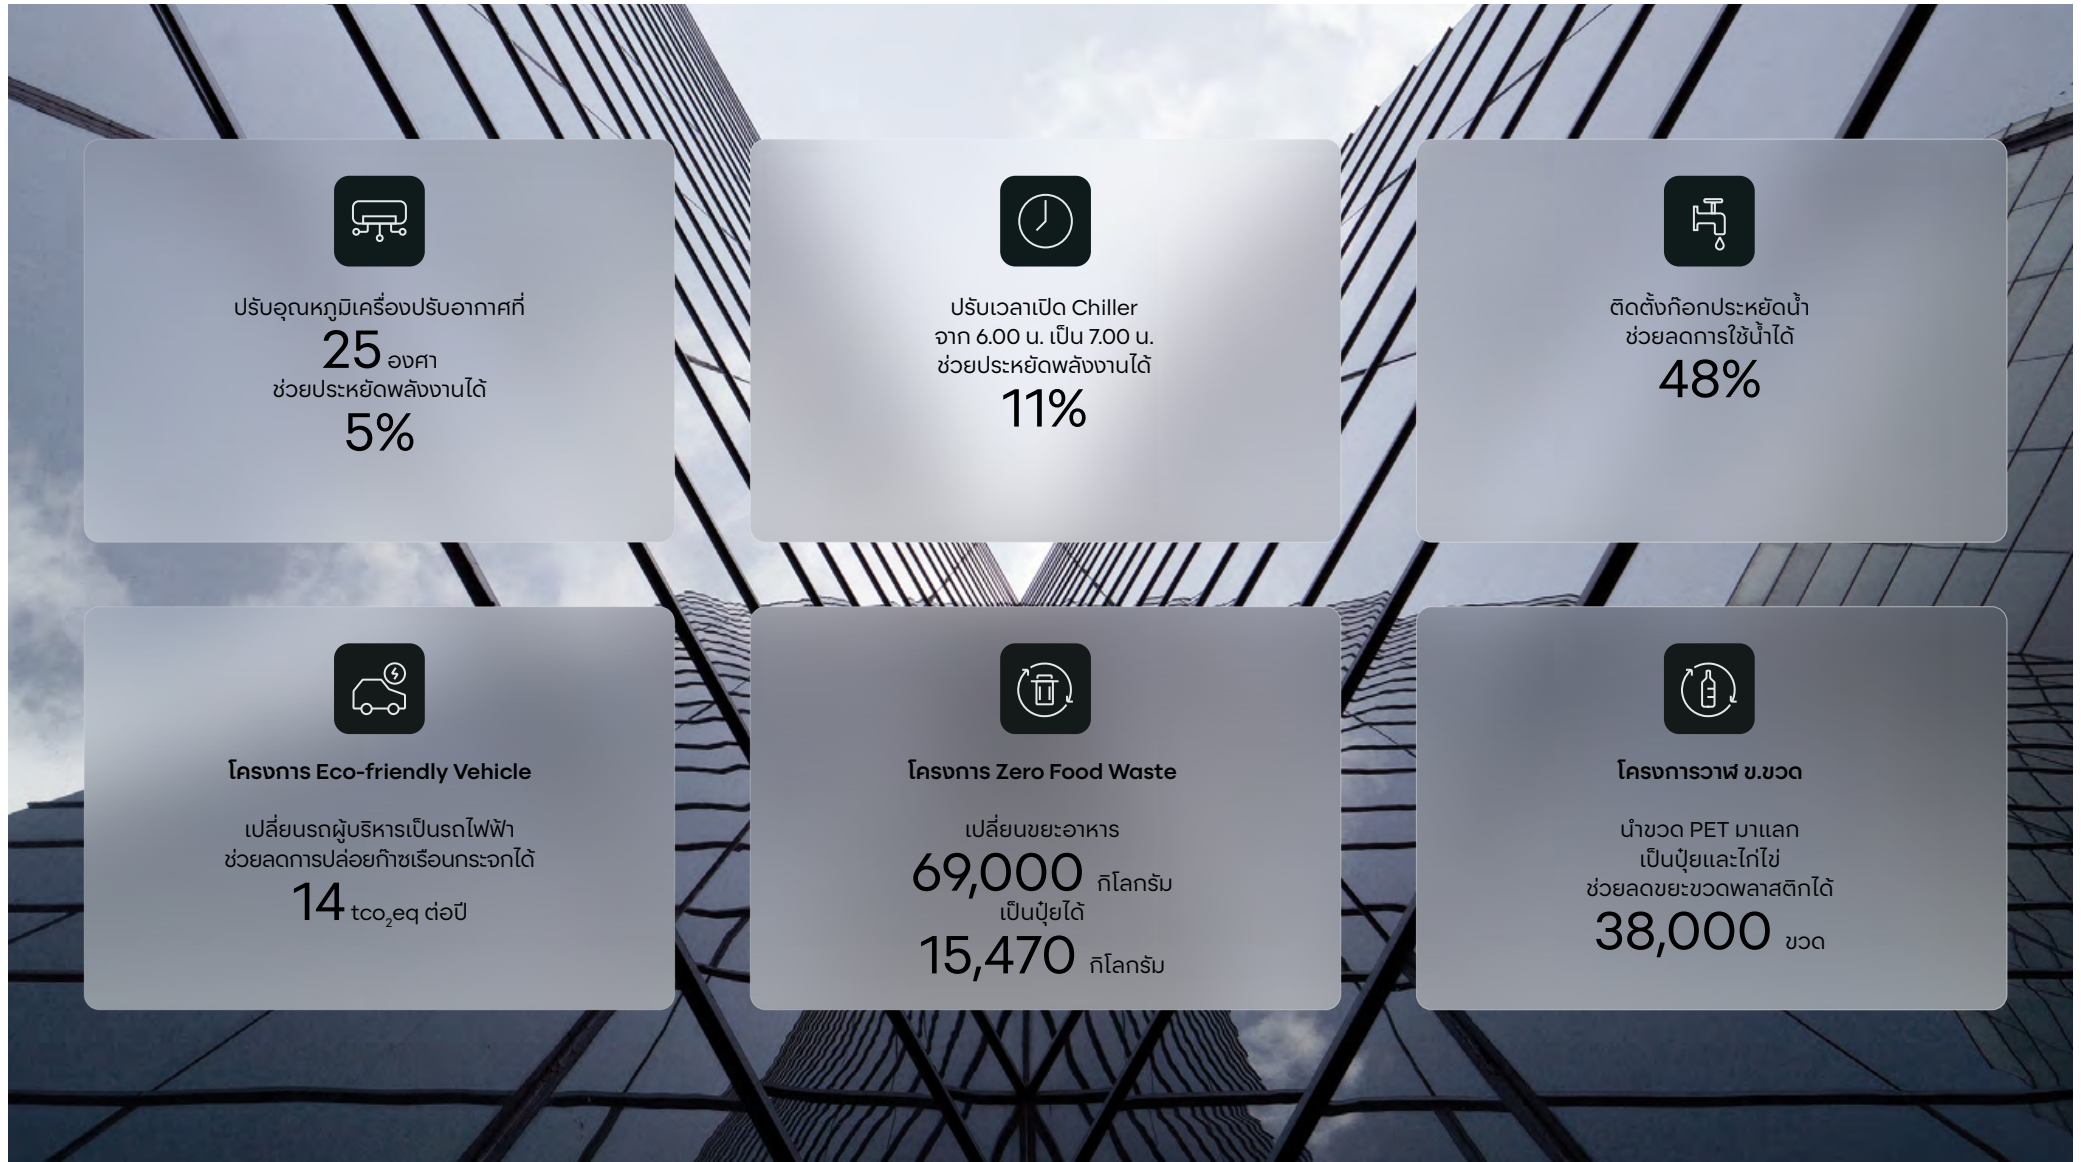 ปรับอุณหภูมิเครื่องปรับอากาศที่
25 องศา
ช่วยประหยัดพลังงานได้
5%
ปรับเวลาเปิด Chiller
จาก 6.00 น. เป็น 7.00 น.
ช่วยประหยัดพลังงานได้
11%
ติดตั้งก๊อกประหยัดน้ำ
ช่วยลดการใช้น้ำได้
48%
โครงการ Eco-friendly Vehicle
เปลี่ยนรถผู้บริหารเป็นรถไฟฟ้า
ช่วยลดการปล่อยก๊าซเรือนกระจกได้
14 tco₂eq ต่อปี
โครงการ Zero Food Waste
เปลี่ยนขยะอาหาร
69,000 กิโลกรัม
เป็นปุ๋ยได้
15,470 กิโลกรัม
โครงการวาฬ ข.ขวด
นำขวด PET มาแลก
เป็นปุ๋ยและไก่ไข่
ช่วยลดขยะขวดพลาสติกได้
38,000 ขวด